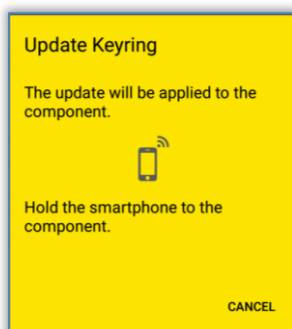 Update Keyring
The update will be applied to the
component.
Hold the smartphone to the
component.
CANCEL